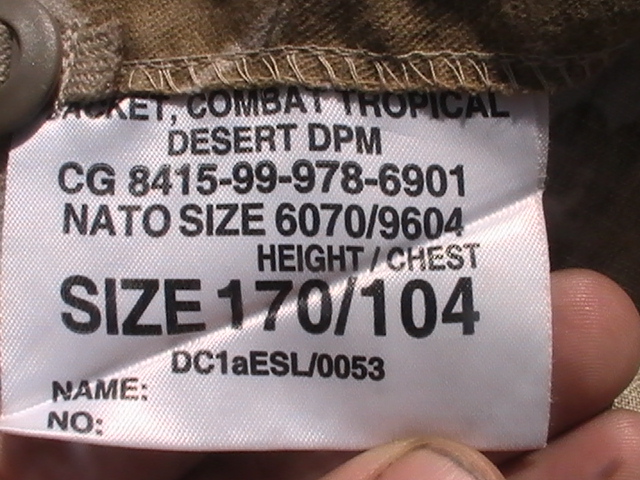 JACKET, COMBAT TROPICAL
DESERT DPM
CG 8415-99-978-6901
NATO SIZE 6070/9604
HEIGHT / CHEST
SIZE 170/104
DC1aESL/0053
NAME:
NO: